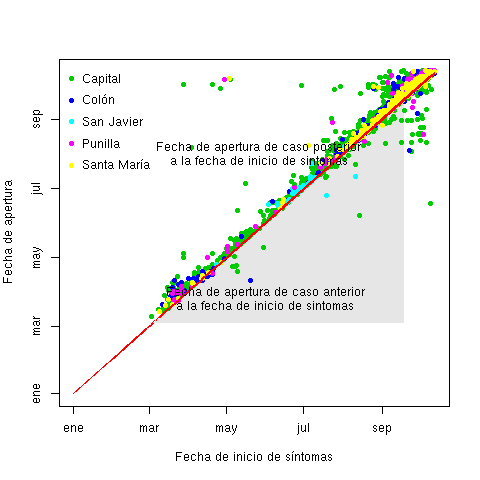 Capital
Colón
San Javier
Punilla
Santa María
Fecha de apertura de caso posterior
a la fecha de inicio de sintomas
Fecha de apertura de caso anterior
a la fecha de inicio de sintomas
Fecha de apertura
ene
mar
may
jul
sep
ene
mar
may
jul
sep
Fecha de inicio de síntomas